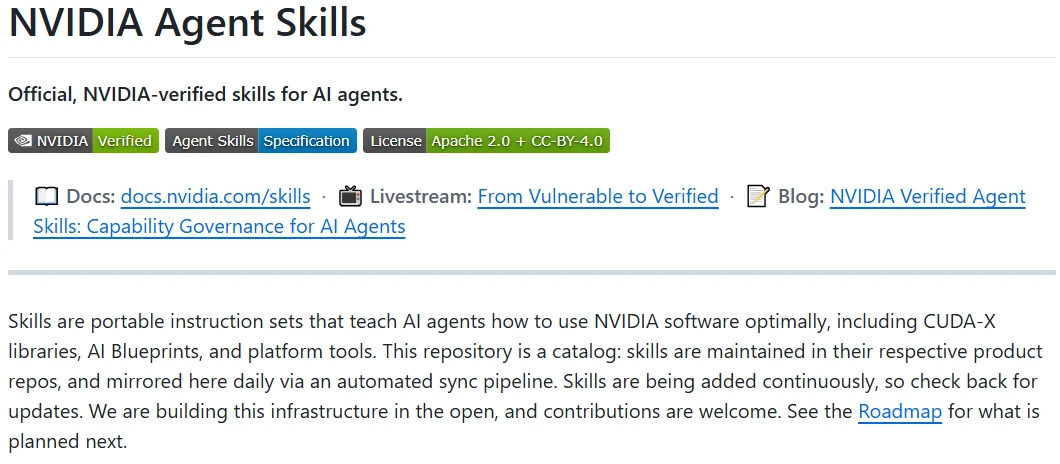 NVIDIA Agent Skills
Official, NVIDIA-verified skills for AI agents.
NVIDIA Verified Agent Skills Specification License Apache 2.0 + CC-BY-4.0
Docs: docs.nvidia.com/skills · Livestream: From Vulnerable to Verified · Blog: NVIDIA Verified Agent
Skills: Capability Governance for AI Agents
Skills are portable instruction sets that teach AI agents how to use NVIDIA software optimally, including CUDA-X
libraries, AI Blueprints, and platform tools. This repository is a catalog: skills are maintained in their respective product
repos, and mirrored here daily via an automated sync pipeline. Skills are being added continuously, so check back for
updates. We are building this infrastructure in the open, and contributions are welcome. See the Roadmap for what is
planned next.